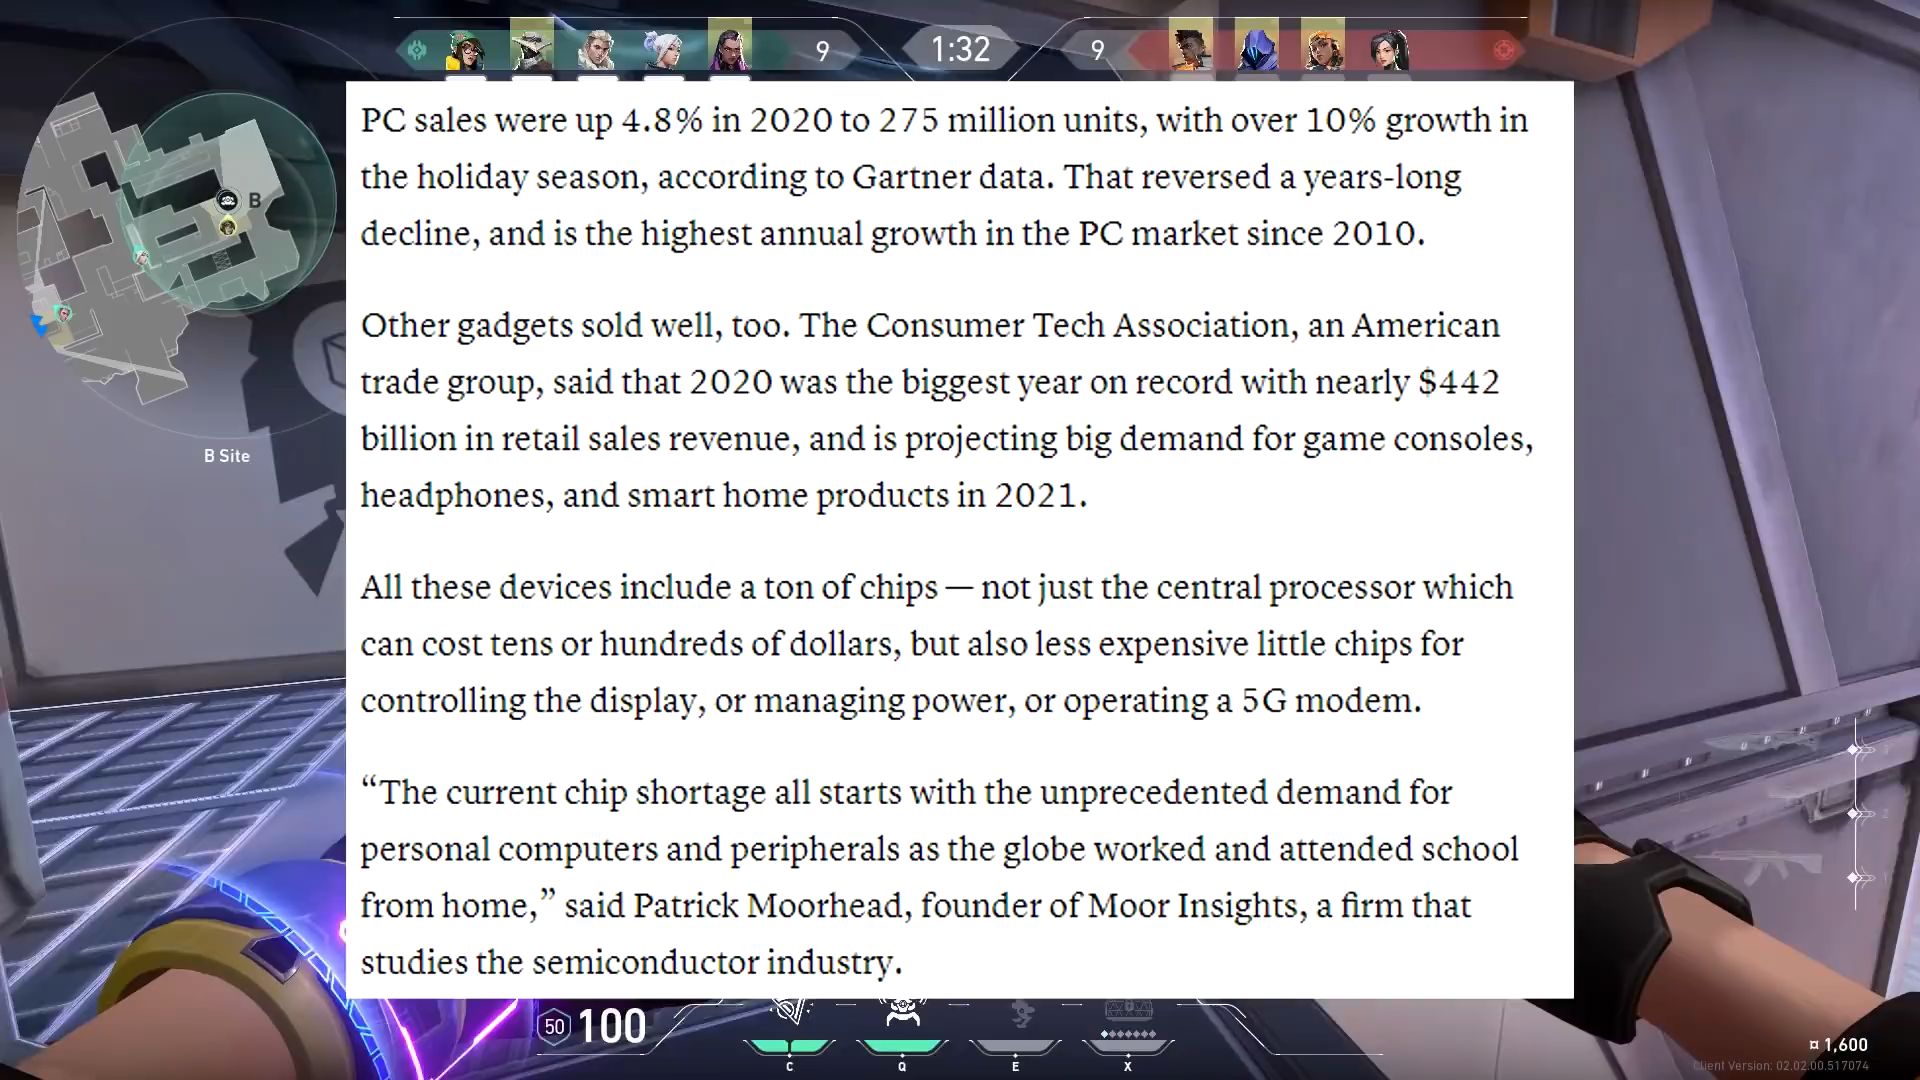 9
1:32
9
PC sales were up 4.8% in 2020 to 275 million units, with over 10% growth in
the holiday season, according to Gartner data. That reversed a years-long
decline, and is the highest annual growth in the PC market since 2010.
Other gadgets sold well, too. The Consumer Tech Association, an American
trade group, said that 2020 was the biggest year on record with nearly $442
billion in retail sales revenue, and is projecting big demand for game consoles,
headphones, and smart home products in 2021.
All these devices include a ton of chips — not just the central processor which
can cost tens or hundreds of dollars, but also less expensive little chips for
controlling the display, or managing power, or operating a 5G modem.
“The current chip shortage all starts with the unprecedented demand for
personal computers and peripherals as the globe worked and attended school
from home,” said Patrick Moorhead, founder of Moor Insights, a firm that
studies the semiconductor industry.
B
B Site
3
2
1
50 100
C Q E X
¤ 1,600
Client Version: 02.02.00.517074